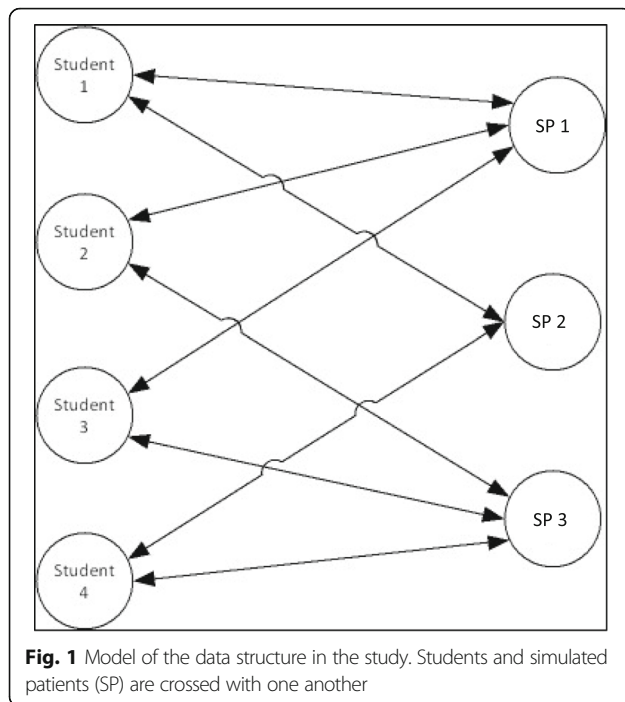 Student
1
SP 1
Student
2
SP 2
Student
3
SP 3
Student
4
Fig. 1 Model of the data structure in the study. Students and simulated
patients (SP) are crossed with one another